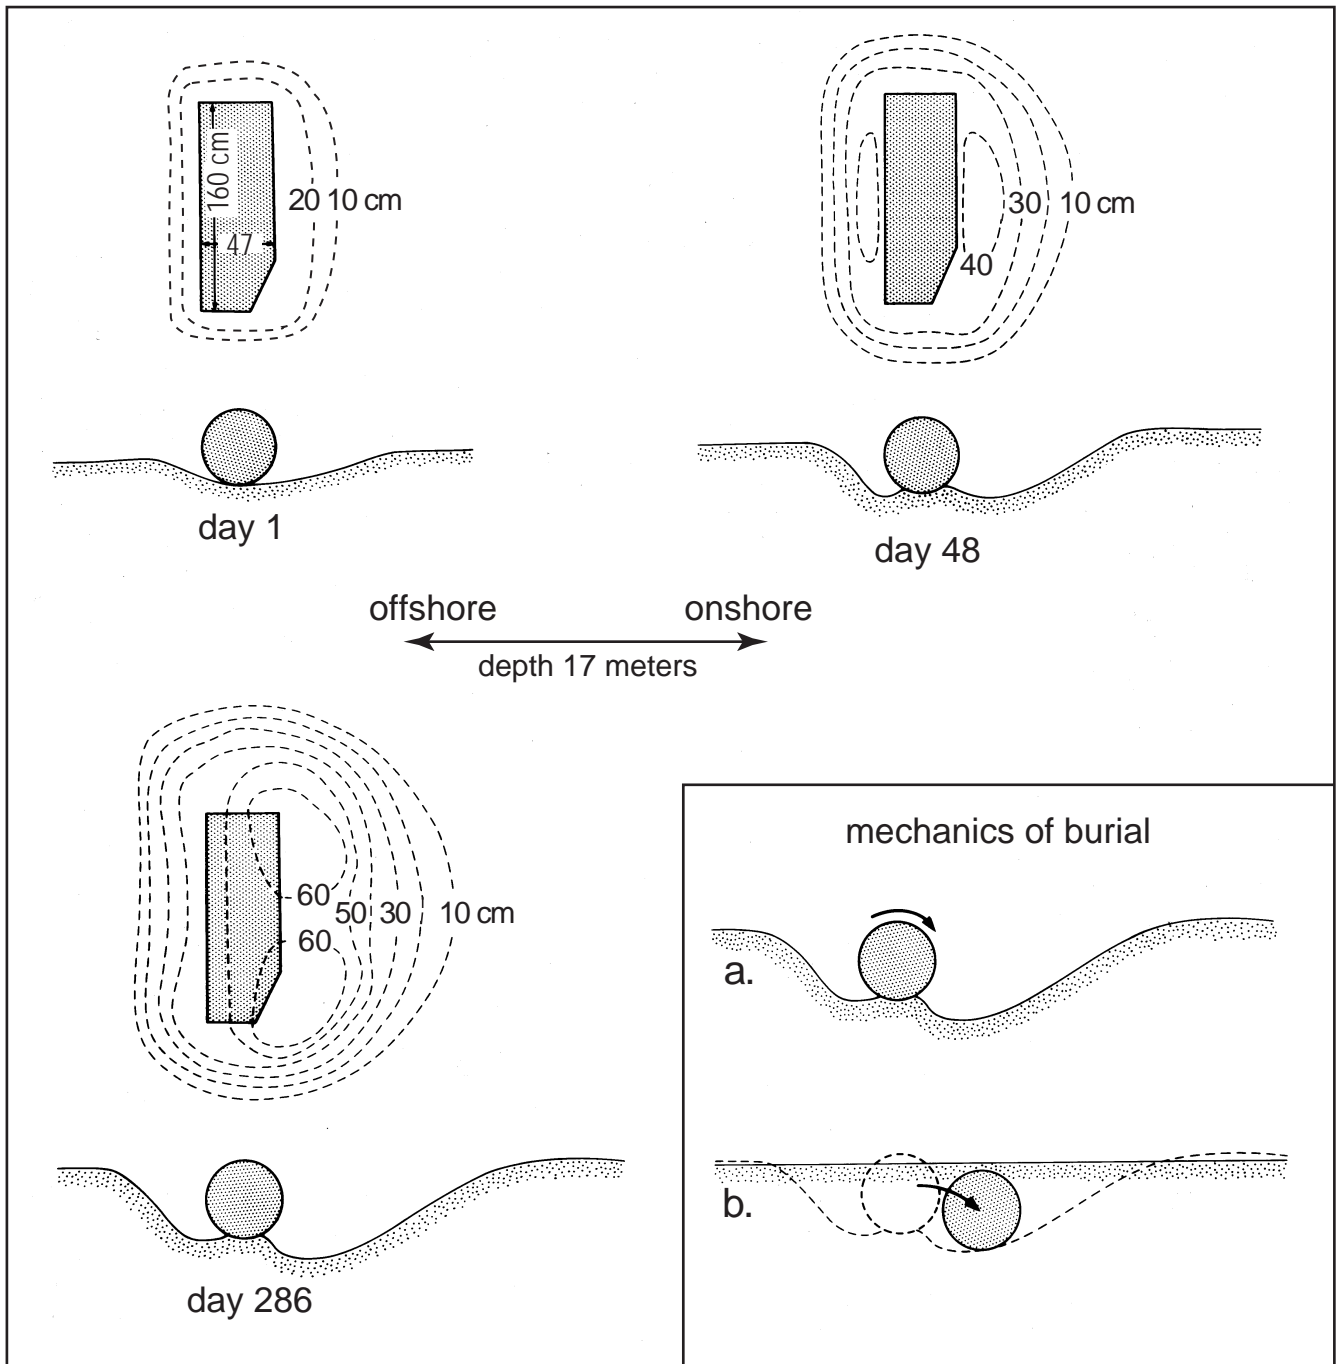 160 cm
47
20 10 cm
day 1
30 10 cm
40
day 48
offshore onshore
depth 17 meters
60
50 30 10 cm
60
day 286
mechanics of burial
a.
b.